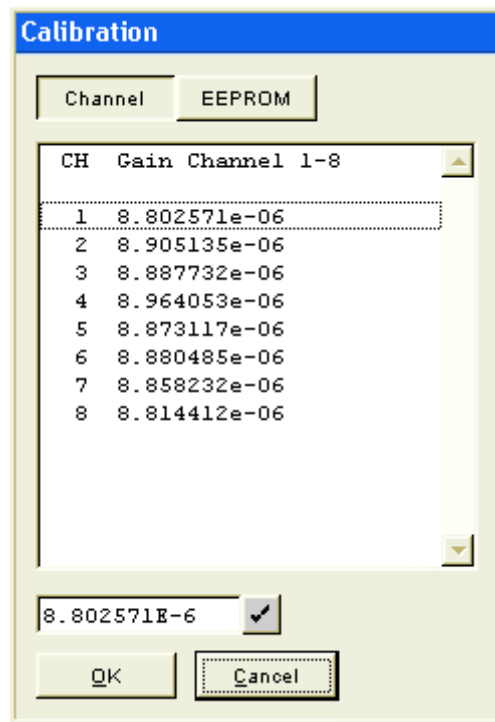 Calibration
Channel EEPROM
CH Gain Channel 1-8
1 8.802571e-06
2 8.905135e-06
3 8.887732e-06
4 8.964053e-06
5 8.873117e-06
6 8.880485e-06
7 8.858232e-06
8 8.814412e-06
8.802571E-6
OK Cancel